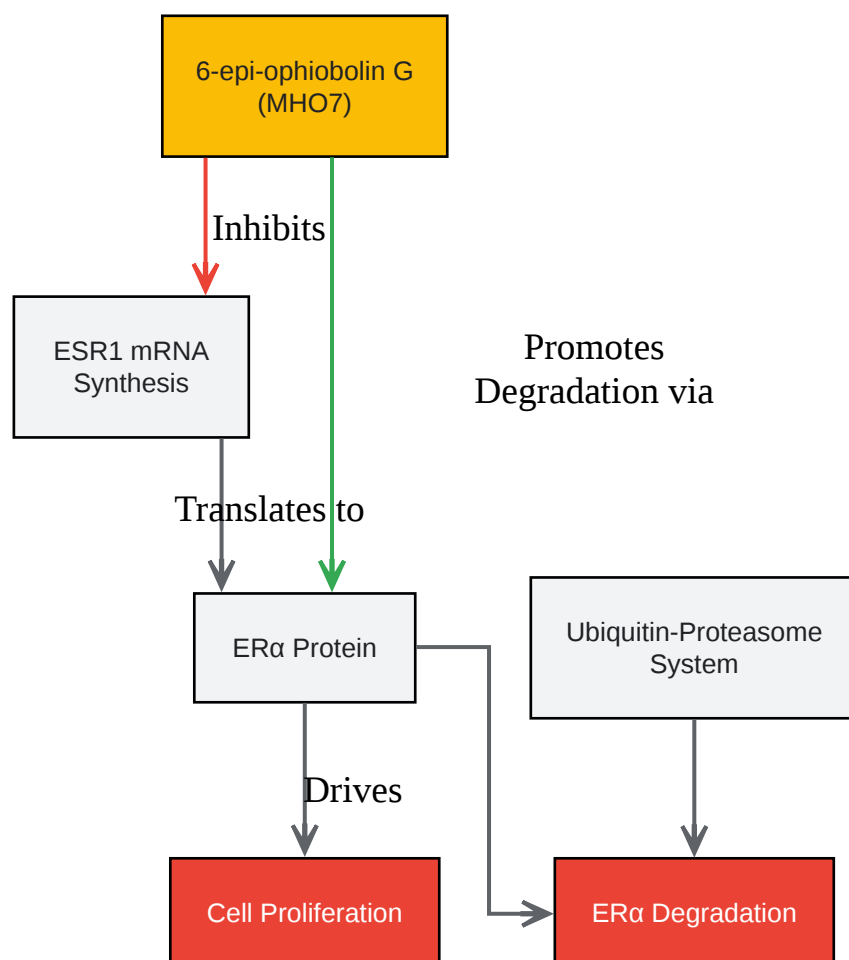 6-epi-ophiobolin G
(MHO7)
Inhibits
ESR1 mRNA
Synthesis
Promotes
Degradation via
Translates to
ERα Protein
Ubiquitin-Proteasome
System
Drives
Cell Proliferation
ERα Degradation